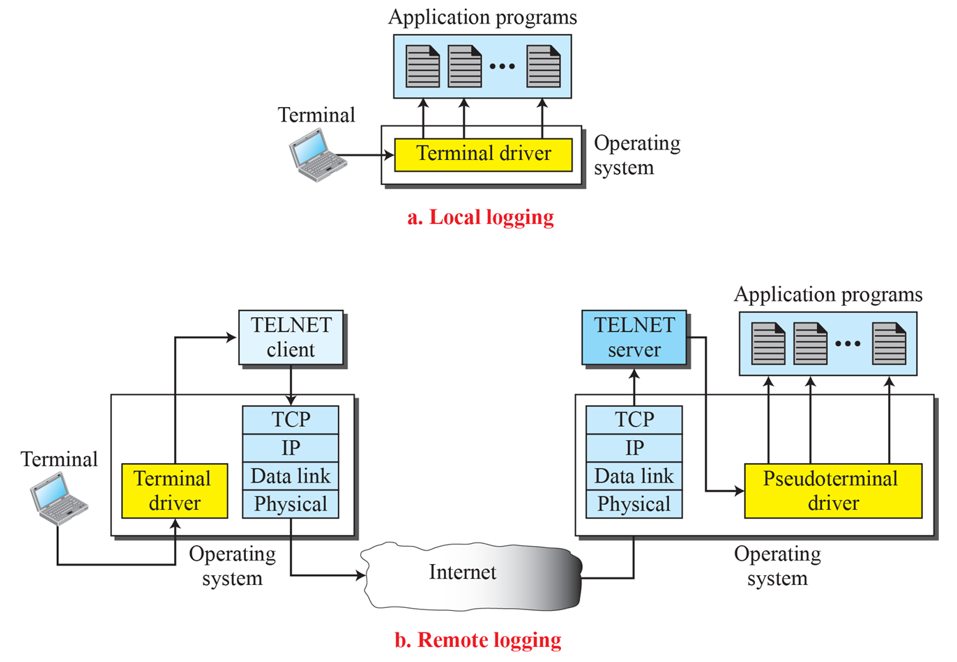 Application programs
Terminal
Terminal driver
Operating
system
a. Local logging
TELNET
client
TCP
IP
Data link
Physical
Terminal
Terminal
driver
Operating
system
Internet
TELNET
server
Application programs
TCP
IP
Data link
Physical
Pseudoterminal
driver
Operating
system
b. Remote logging